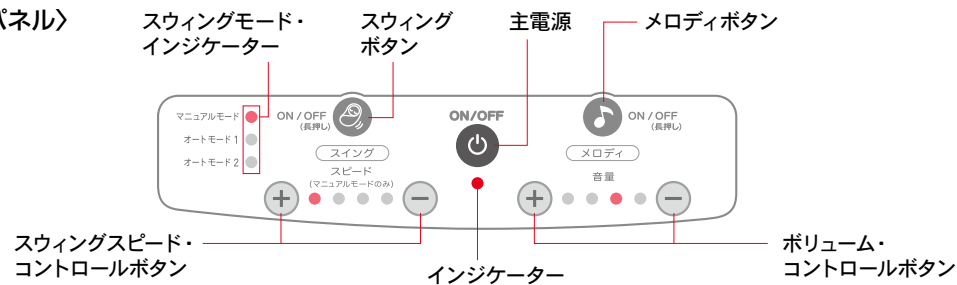 パネル〉
スウィングモード・
インジケーター
スウィング
ボタン
主電源
メロディボタン
マニュアルモード
オートモード 1
オートモード 2
ON / OFF
(長押し)
スイング
スピード
(マニュアルモードのみ)
ON/OFF
ON / OFF
(長押し)
メロディ
音量
スウィングスピード・
コントロールボタン
インジケーター
ボリューム・
コントロールボタン